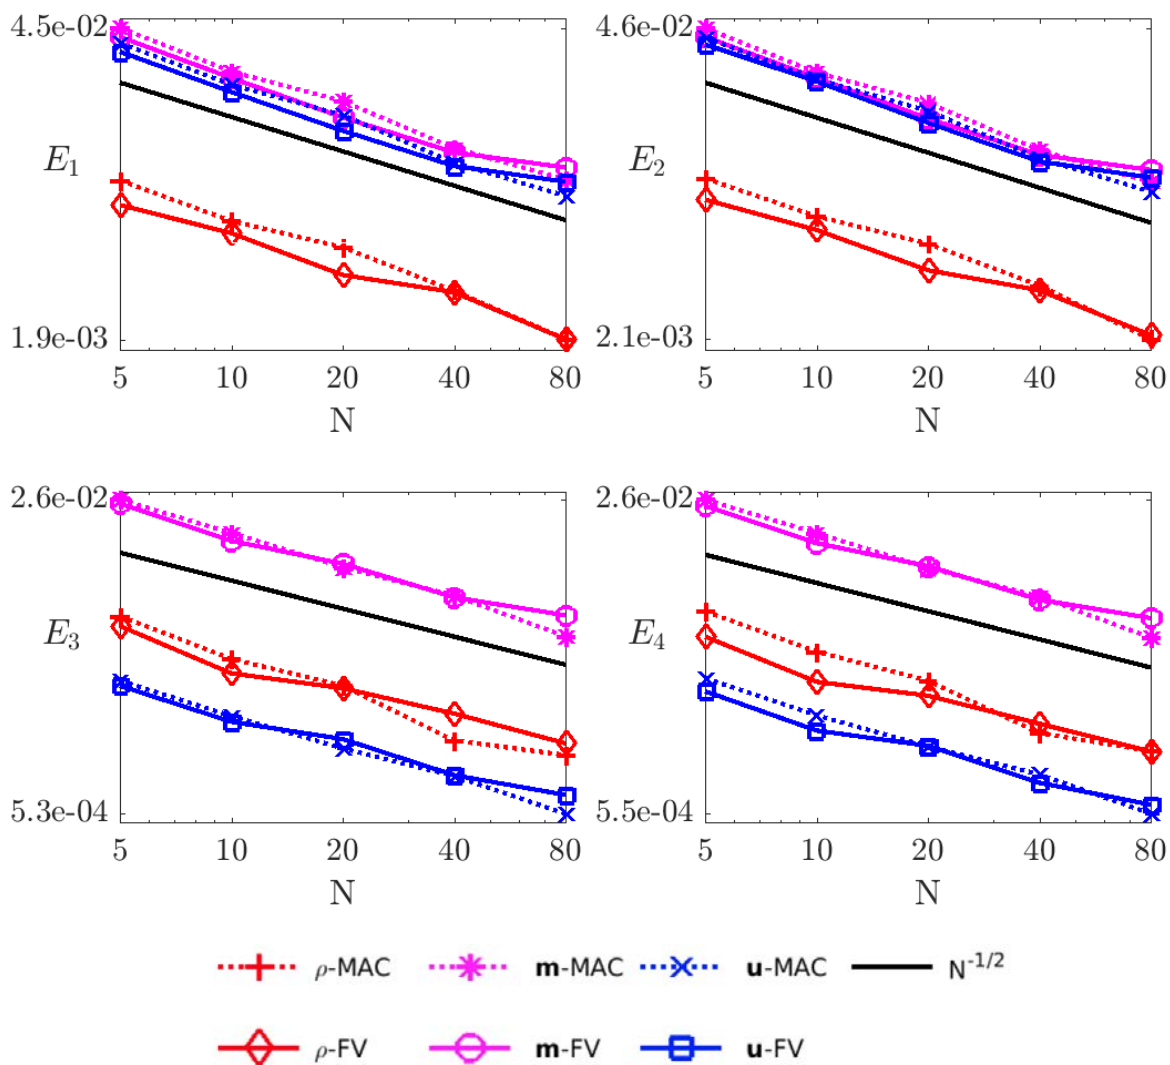 4.5e-02 4.6e-02
E₁ E₂
1.9e-03 2.1e-03
5 10 20 40 80 5 10 20 40 80
N N
2.6e-02 2.6e-02
E₃ E₄
5.3e-04 5.5e-04
5 10 20 40 80 5 10 20 40 80
N N
ρ-MAC m-MAC u-MAC N⁻¹/²
ρ-FV m-FV u-FV